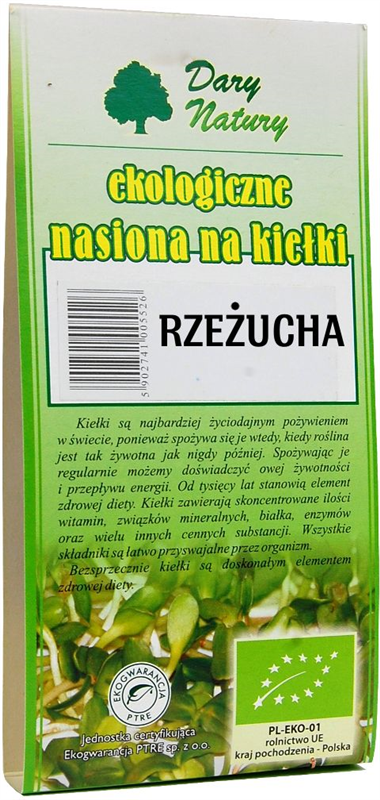 Dary
Natury
ekologiczne
nasiona na kiełki
5 902741 005526
RZEŻUCHA
Kiełki są najbardziej życiodajnym pożywieniem
w świecie, ponieważ spożywa się je wtedy, kiedy roślina
jest tak żywotna jak nigdy później. Spożywając je
regularnie możemy doświadczyć owej żywotności
i przepływu energii. Od tysięcy lat stanowią element
zdrowej diety. Kiełki zawierają skoncentrowane ilości
witamin, związków mineralnych, białka, enzymów
oraz wielu innych cennych substancji. Wszystkie
składniki są łatwo przyswajalne przez organizm.
Bezsprzecznie kiełki są doskonałym elementem
zdrowej diety.
EKOGWARANCJA
PTRE
Jednostka certyfikująca
Ekogwarancja PTRE sp. z o.o.
PL-EKO-01
rolnictwo UE
kraj pochodzenia - Polska